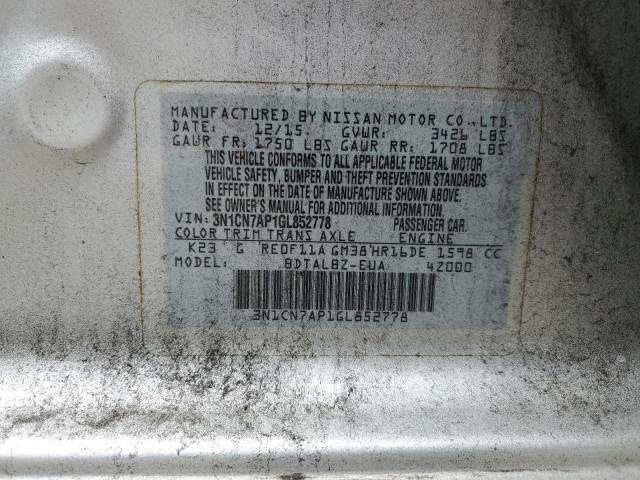 MANUFACTURED BY NISSAN MOTOR CO., LTD.
DATE: 12/15 GVWR: 3426 LBS
GAWR FR: 1750 LBS GAWR RR: 1708 LBS
THIS VEHICLE CONFORMS TO ALL APPLICABLE FEDERAL MOTOR
VEHICLE SAFETY, BUMPER AND THEFT PREVENTION STANDARDS
IN EFFECT ON THE DATE OF MANUFACTURE SHOWN ABOVE.
SEE OWNER'S MANUAL FOR ADDITIONAL INFORMATION.
VIN: 3N1CN7AP1GL852778 PASSENGER CAR.
COLOR TRIM TRANS AXLE ENGINE
K23 G RE0F11A GM38 HR16DE 1598 CC
MODEL: BDTALBZ-EUA 42000
3N1CN7AP1GL852778